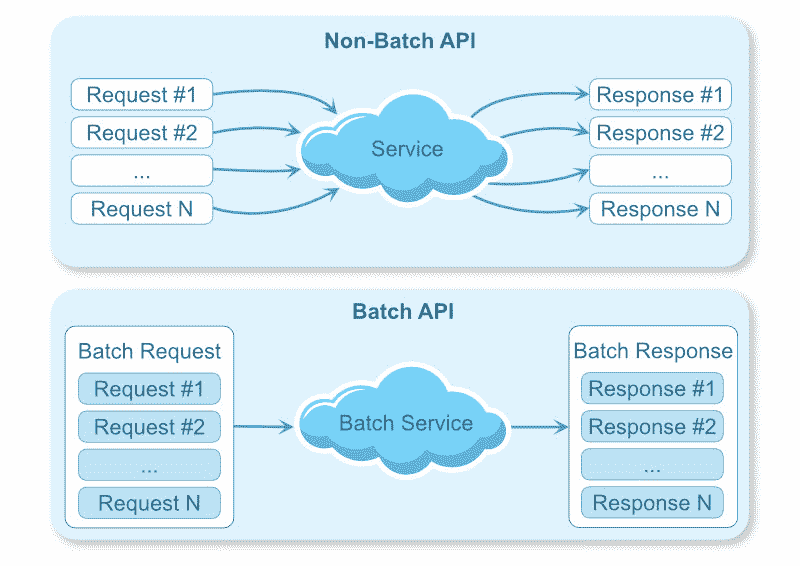 Non-Batch API
Request #1
Request #2
...
Request N
Service
Response #1
Response #2
...
Response N
Batch API
Batch Request
Request #1
Request #2
...
Request N
Batch Service
Batch Response
Response #1
Response #2
...
Response N